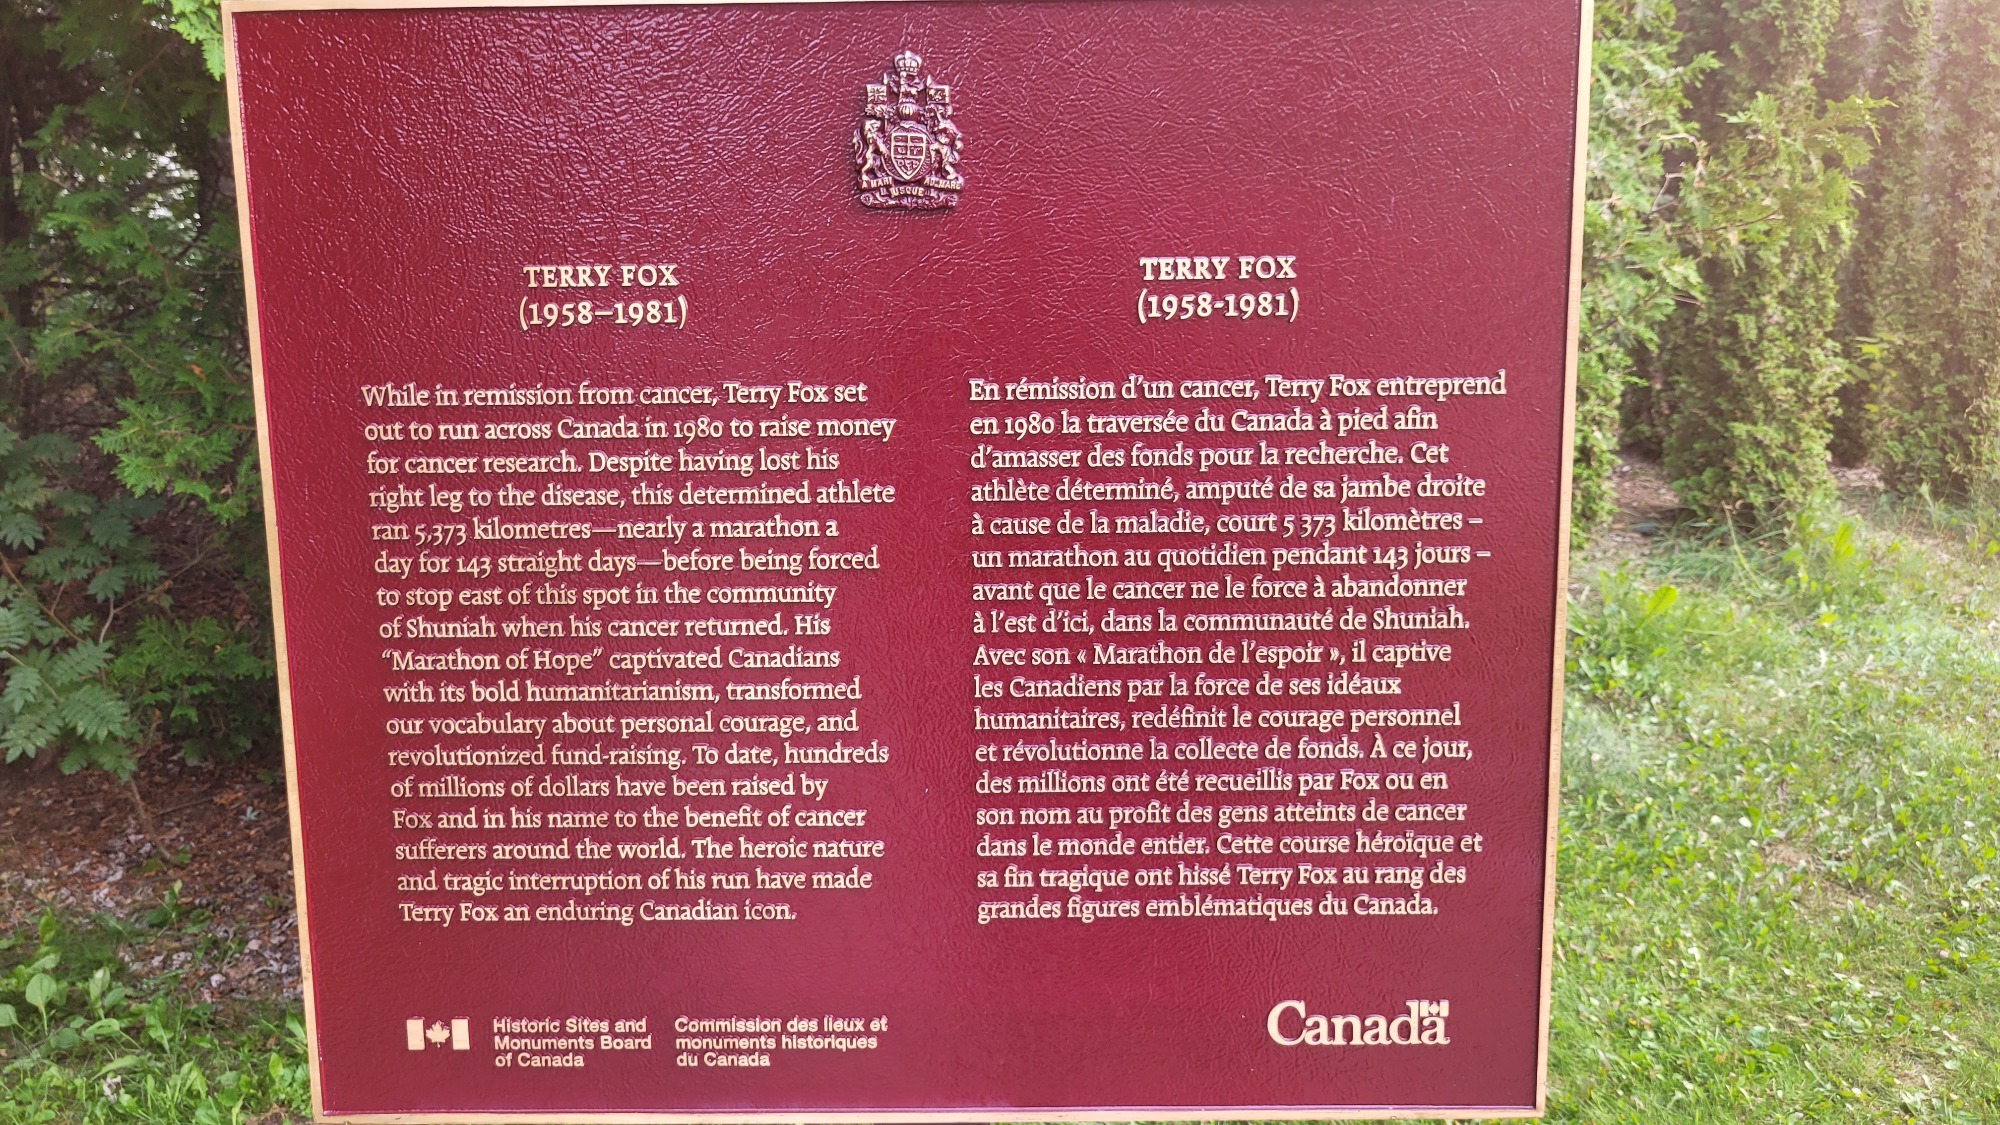 A MARI USQUE AD MARE
TERRY FOX
(1958–1981)
While in remission from cancer, Terry Fox set
out to run across Canada in 1980 to raise money
for cancer research. Despite having lost his
right leg to the disease, this determined athlete
ran 5,373 kilometres—nearly a marathon a
day for 143 straight days—before being forced
to stop east of this spot in the community
of Shuniah when his cancer returned. His
“Marathon of Hope” captivated Canadians
with its bold humanitarianism, transformed
our vocabulary about personal courage, and
revolutionized fund-raising. To date, hundreds
of millions of dollars have been raised by
Fox and in his name to the benefit of cancer
sufferers around the world. The heroic nature
and tragic interruption of his run have made
Terry Fox an enduring Canadian icon.
TERRY FOX
(1958-1981)
En rémission d’un cancer, Terry Fox entreprend
en 1980 la traversée du Canada à pied afin
d’amasser des fonds pour la recherche. Cet
athlète déterminé, amputé de sa jambe droite
à cause de la maladie, court 5 373 kilomètres –
un marathon au quotidien pendant 143 jours –
avant que le cancer ne le force à abandonner
à l’est d’ici, dans la communauté de Shuniah.
Avec son « Marathon de l’espoir », il captive
les Canadiens par la force de ses idéaux
humanitaires, redéfinit le courage personnel
et révolutionne la collecte de fonds. À ce jour,
des millions ont été recueillis par Fox ou en
son nom au profit des gens atteints de cancer
dans le monde entier. Cette course héroïque et
sa fin tragique ont hissé Terry Fox au rang des
grandes figures emblématiques du Canada.
Historic Sites and
Monuments Board
of Canada
Commission des lieux et
monuments historiques
du Canada
Canada